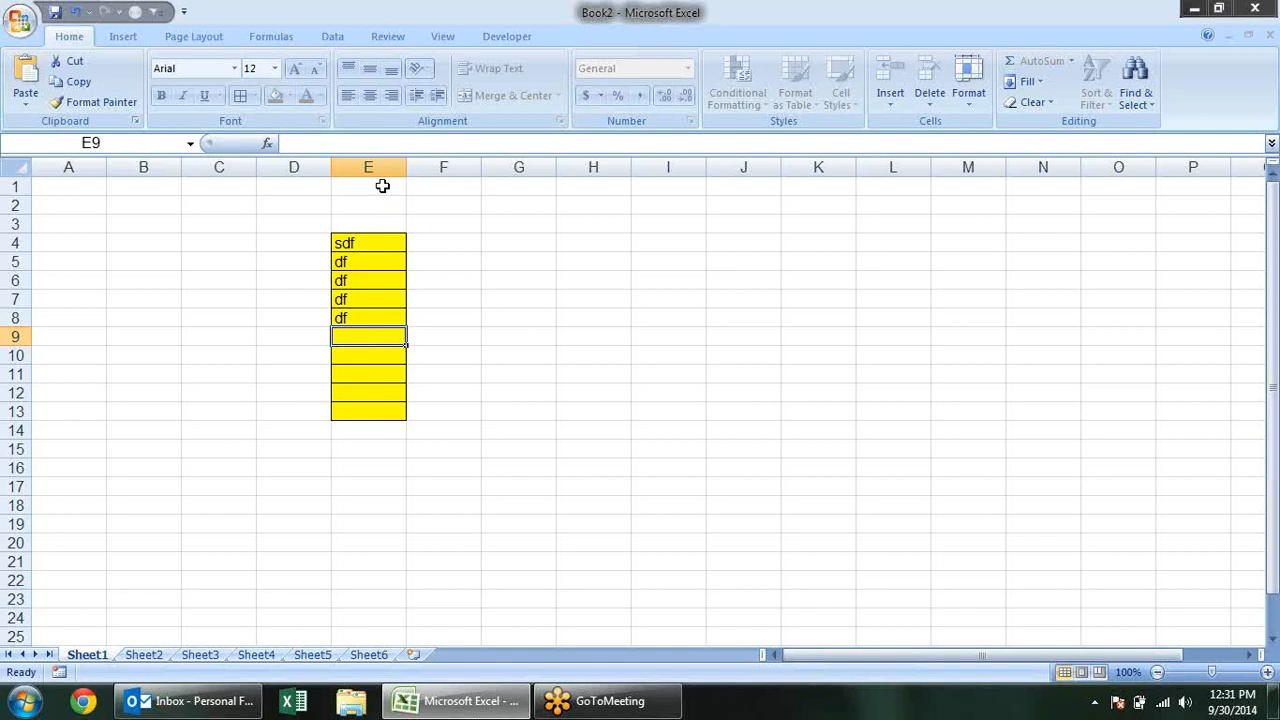 Book2 - Microsoft Excel
Home Insert Page Layout Formulas Data Review View Developer
Paste Cut Copy Format Painter
Clipboard
Arial 12
B I U
Font
Wrap Text
Merge & Center
Alignment
General
$ % ,
Number
Conditional Formatting Format as Table Cell Styles
Styles
Insert Delete Format
Cells
AutoSum Fill Clear
Sort & Filter Find & Select
Editing
E9 fx
A B C D E F G H I J K L M N O P
1
2
3
4 sdf
5 df
6 df
7 df
8 df
9
10
11
12
13
14
15
16
17
18
19
20
21
22
23
24
25
Sheet1 Sheet2 Sheet3 Sheet4 Sheet5 Sheet6
Ready 100%
Inbox - Personal F... Microsoft Excel - ... GoToMeeting
12:31 PM
9/30/2014